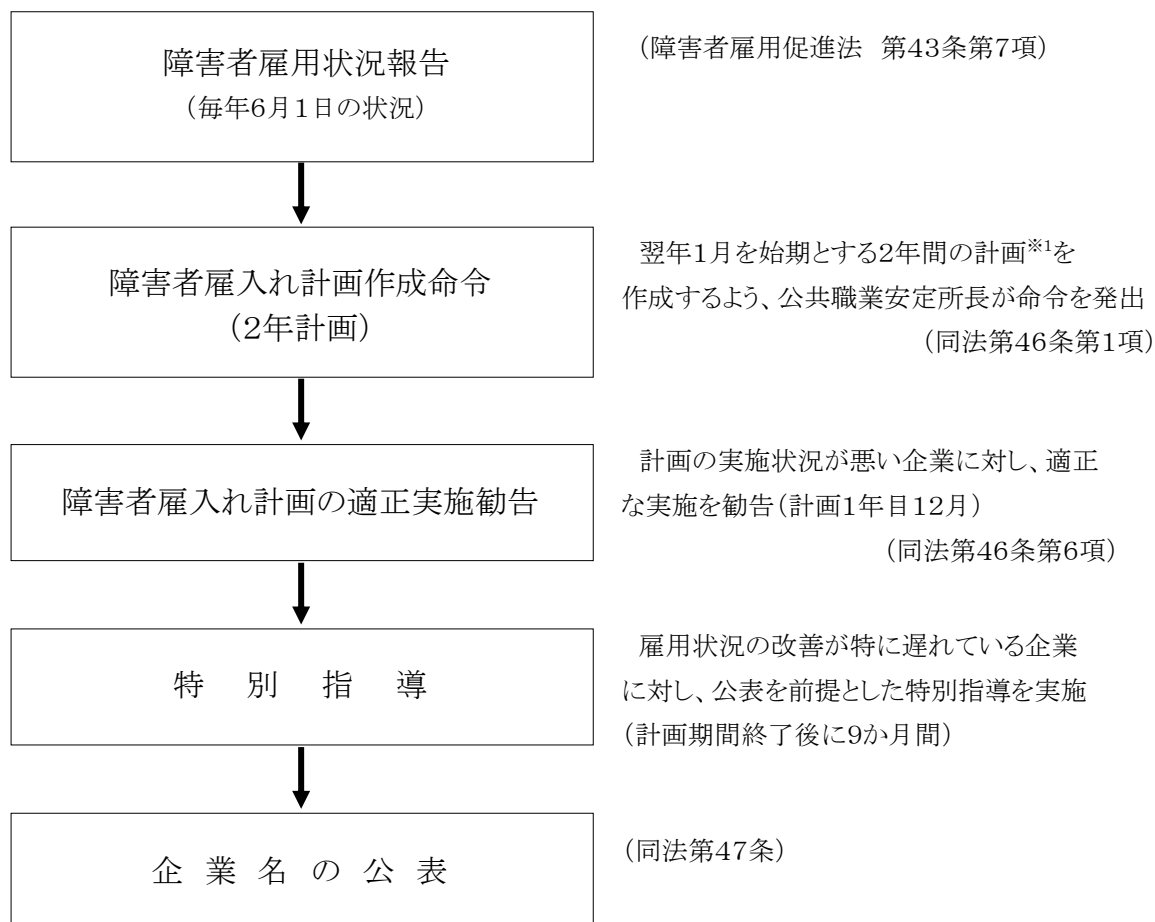 障害者雇用状況報告
（毎年６月１日の状況）
（障害者雇用促進法 第４３条第７項）
障害者雇入れ計画作成命令
（２年計画）
翌年１月を始期とする２年間の計画※1を
作成するよう、公共職業安定所長が命令を発出
（同法第４６条第１項）
障害者雇入れ計画の適正実施勧告
計画の実施状況が悪い企業に対し、適正
な実施を勧告（計画１年目１２月）
（同法第４６条第６項）
特 別 指 導
雇用状況の改善が特に遅れている企業
に対し、公表を前提とした特別指導を実施
（計画期間終了後に９か月間）
企 業 名 の 公 表
（同法第４７条）